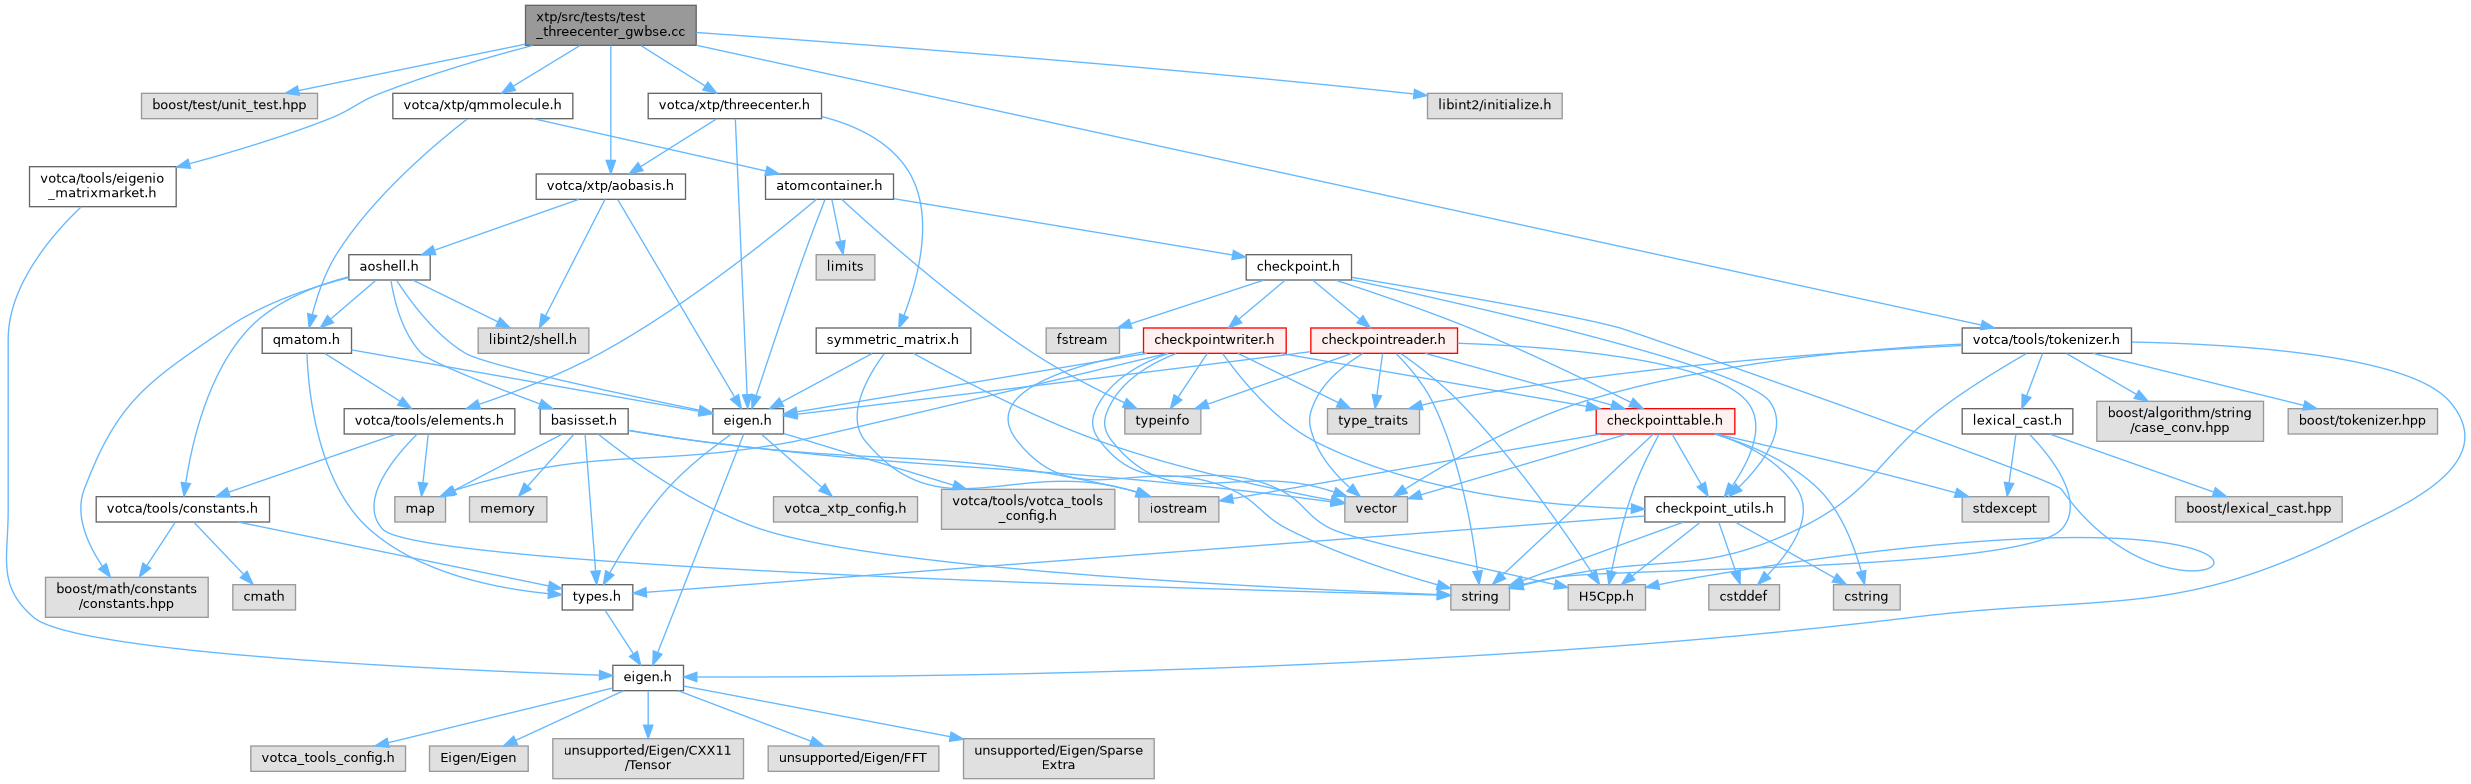 xtp/src/tests/test
_threecenter_gwbse.cc
boost/test/unit_test.hpp
votca/xtp/qmmolecule.h
votca/xtp/threecenter.h
libint2/initialize.h
votca/tools/eigenio
_matrixmarket.h
votca/xtp/aobasis.h
atomcontainer.h
aoshell.h
limits
checkpoint.h
qmatom.h
libint2/shell.h
symmetric_matrix.h
fstream
checkpointwriter.h
checkpointreader.h
votca/tools/tokenizer.h
votca/tools/elements.h
basisset.h
eigen.h
typeinfo
type_traits
checkpointtable.h
lexical_cast.h
boost/algorithm/string
/case_conv.hpp
boost/tokenizer.hpp
votca/tools/constants.h
map
memory
votca_xtp_config.h
votca/tools/votca_tools
_config.h
iostream
vector
checkpoint_utils.h
stdexcept
boost/lexical_cast.hpp
boost/math/constants
/constants.hpp
cmath
types.h
string
H5Cpp.h
cstddef
cstring
eigen.h
votca_tools_config.h
Eigen/Eigen
unsupported/Eigen/CXX11
/Tensor
unsupported/Eigen/FFT
unsupported/Eigen/Sparse
Extra